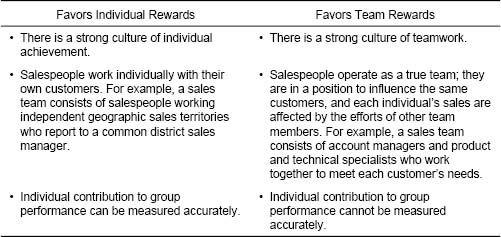 Favors Individual Rewards
Favors Team Rewards
• There is a strong culture of individual
achievement.
• There is a strong culture of teamwork.
• Salespeople work individually with their
own customers. For example, a sales
team consists of salespeople working
independent geographic sales territories
who report to a common district sales
manager.
• Salespeople operate as a true team; they
are in a position to influence the same
customers, and each individual's sales are
affected by the efforts of other team
members. For example, a sales team
consists of account managers and product
and technical specialists who work
together to meet each customer's needs.
• Individual contribution to group
performance can be measured accurately.
• Individual contribution to group
performance cannot be measured
accurately.